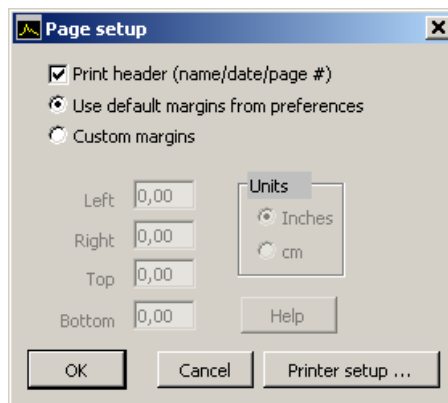 Page setup
Print header (name/date/page #)
Use default margins from preferences
Custom margins
Units
Left 0,00
Inches
Right 0,00
cm
Top 0,00
Bottom 0,00
Help
OK Cancel Printer setup ...